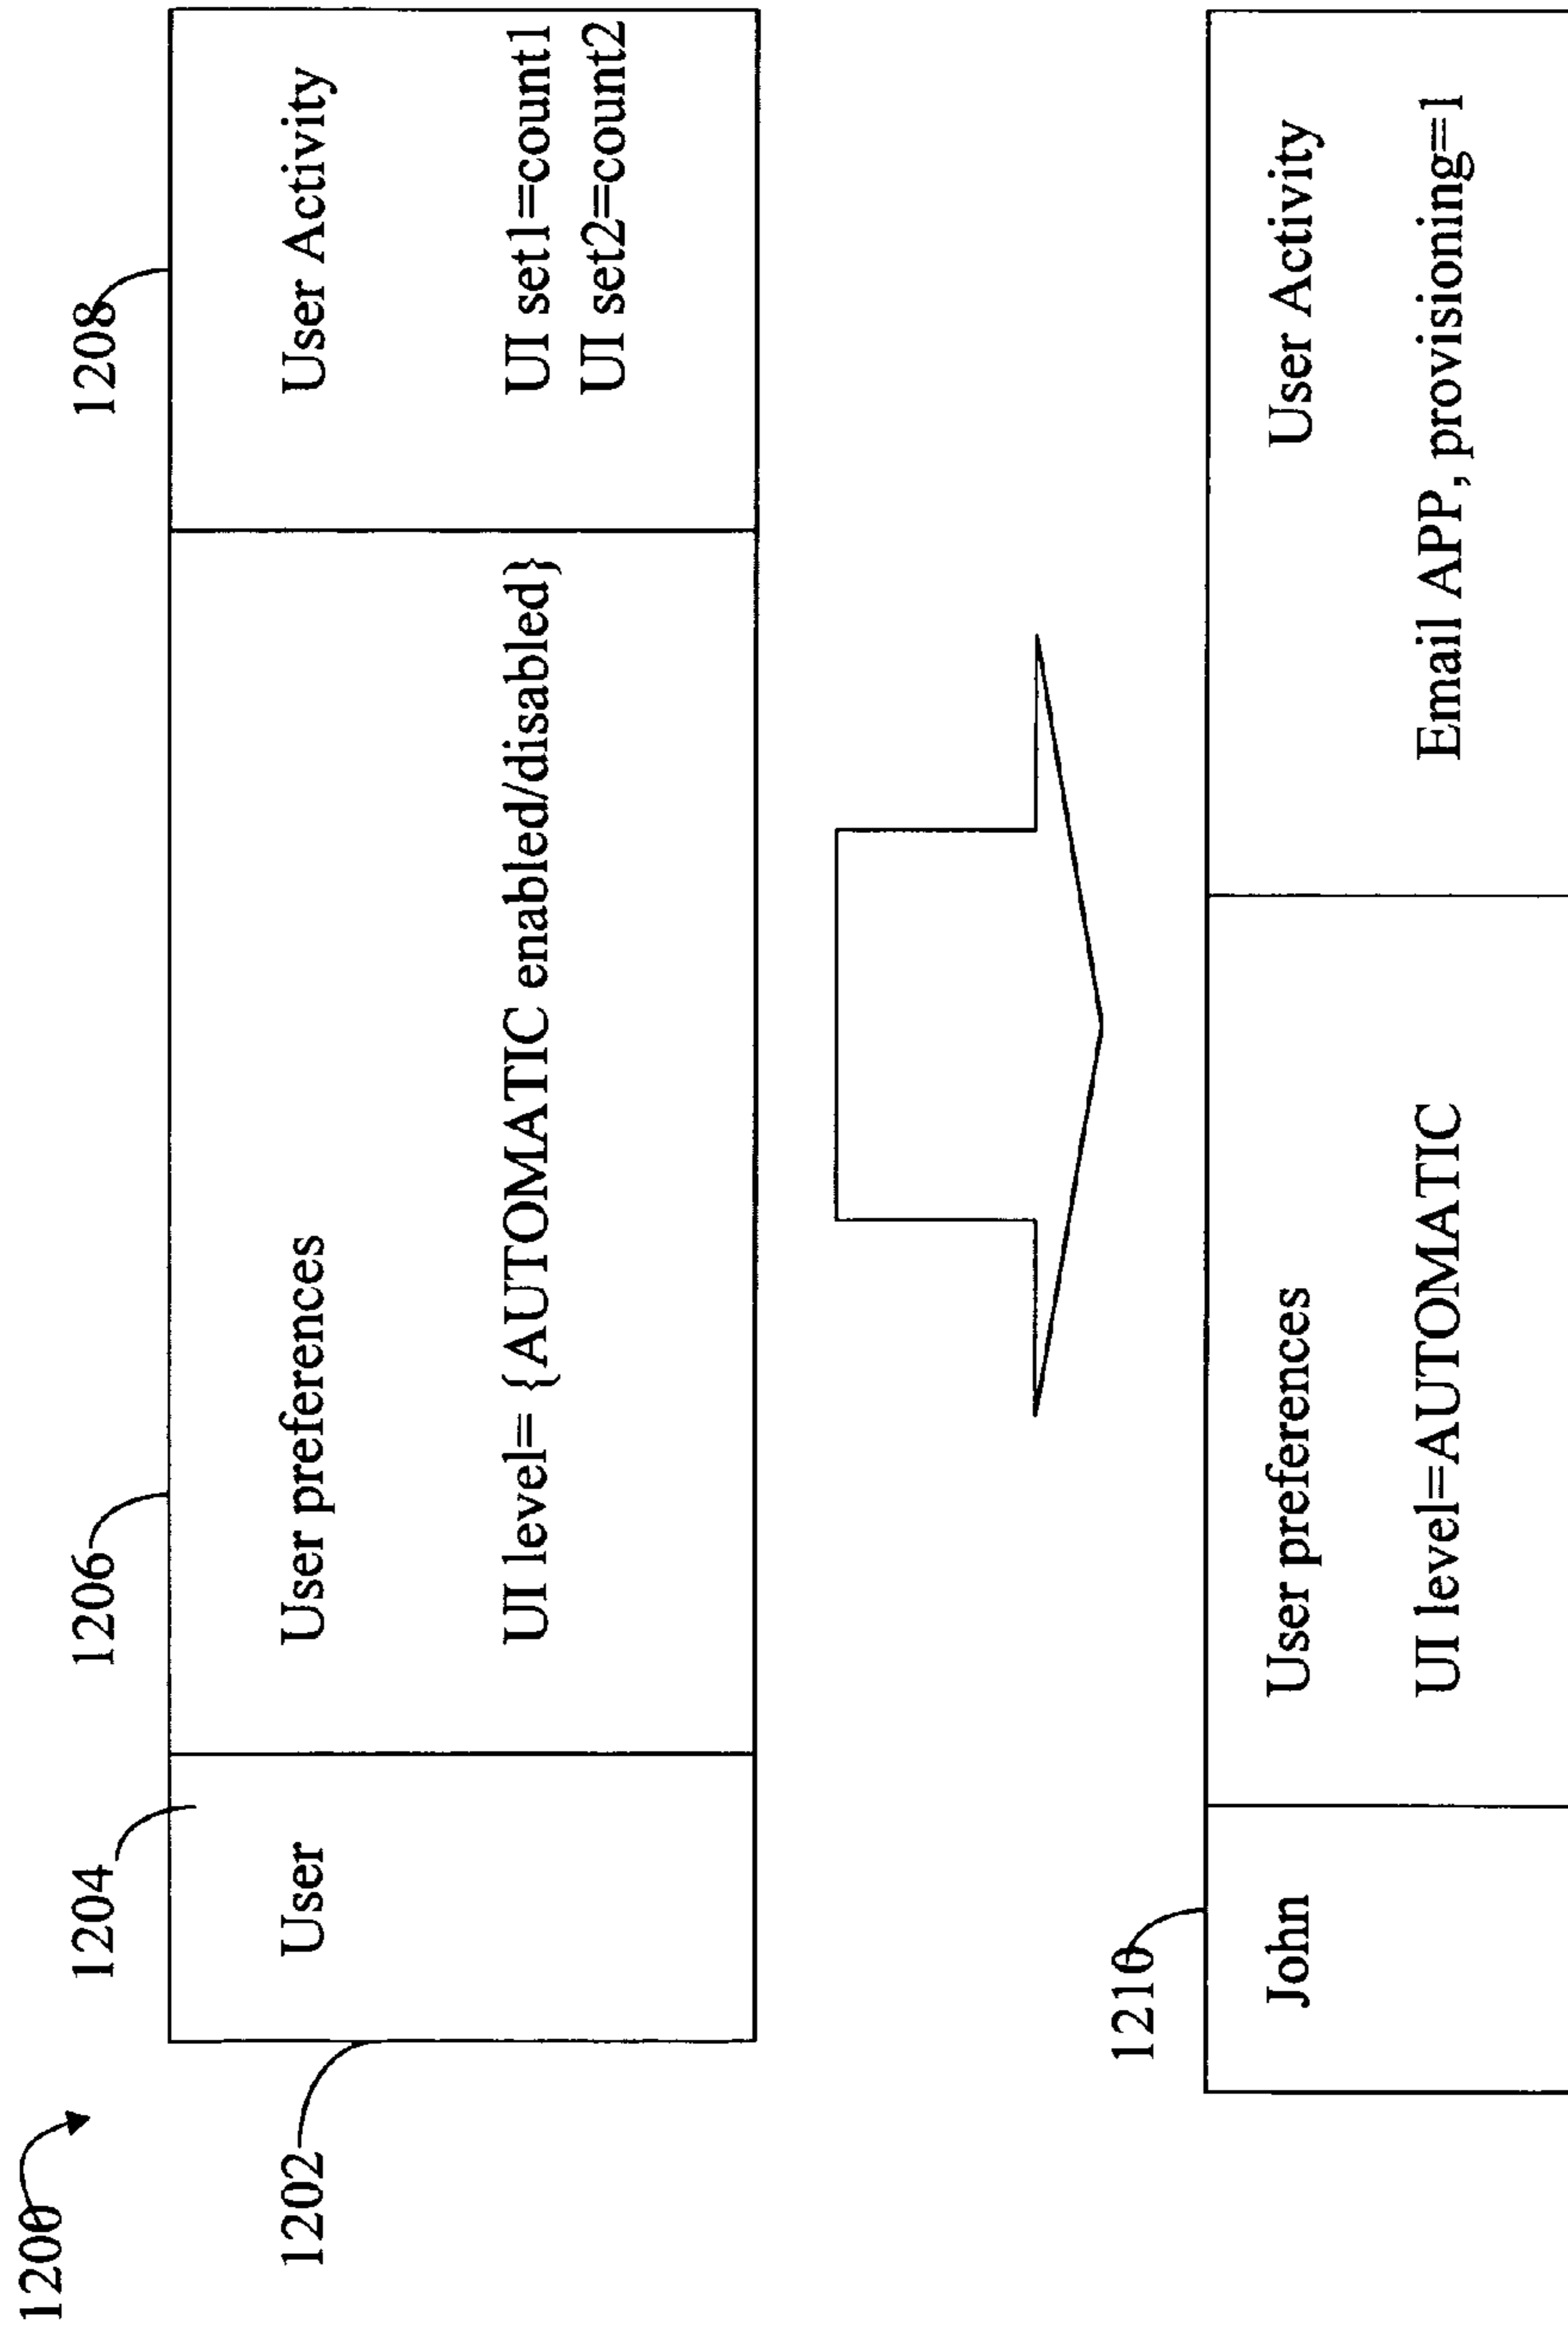 1200
1202
1204
1206
1208
User
User preferences
UI level= {AUTOMATIC enabled/disabled}
User Activity
UI set1=count1
UI set2=count2
1210
John
User preferences
UI level=AUTOMATIC
User Activity
Email APP, provisioning=1